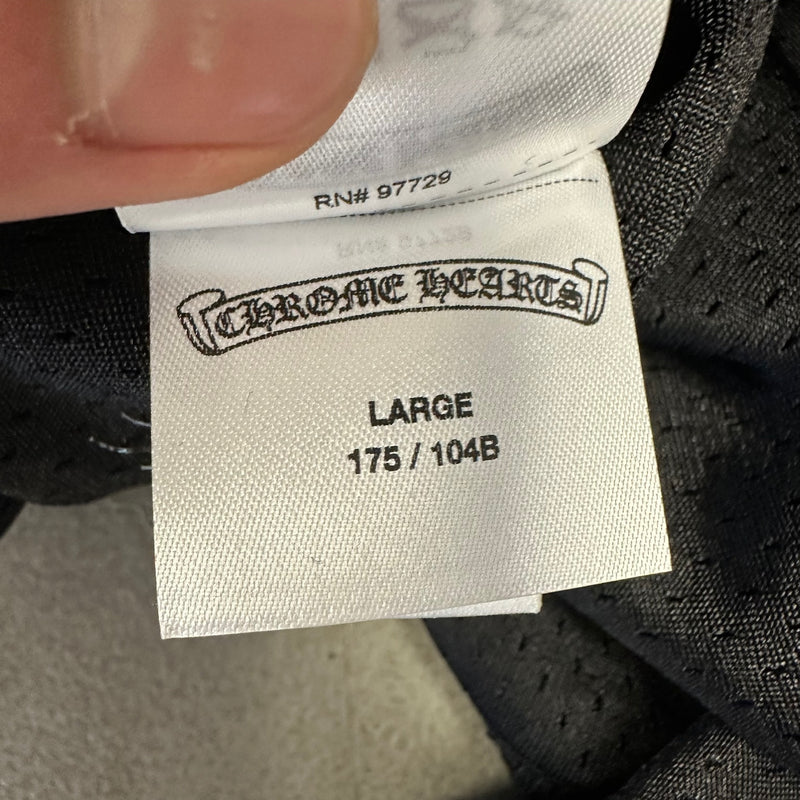 RN# 97729
CHROME HEARTS
LARGE
175 / 104B